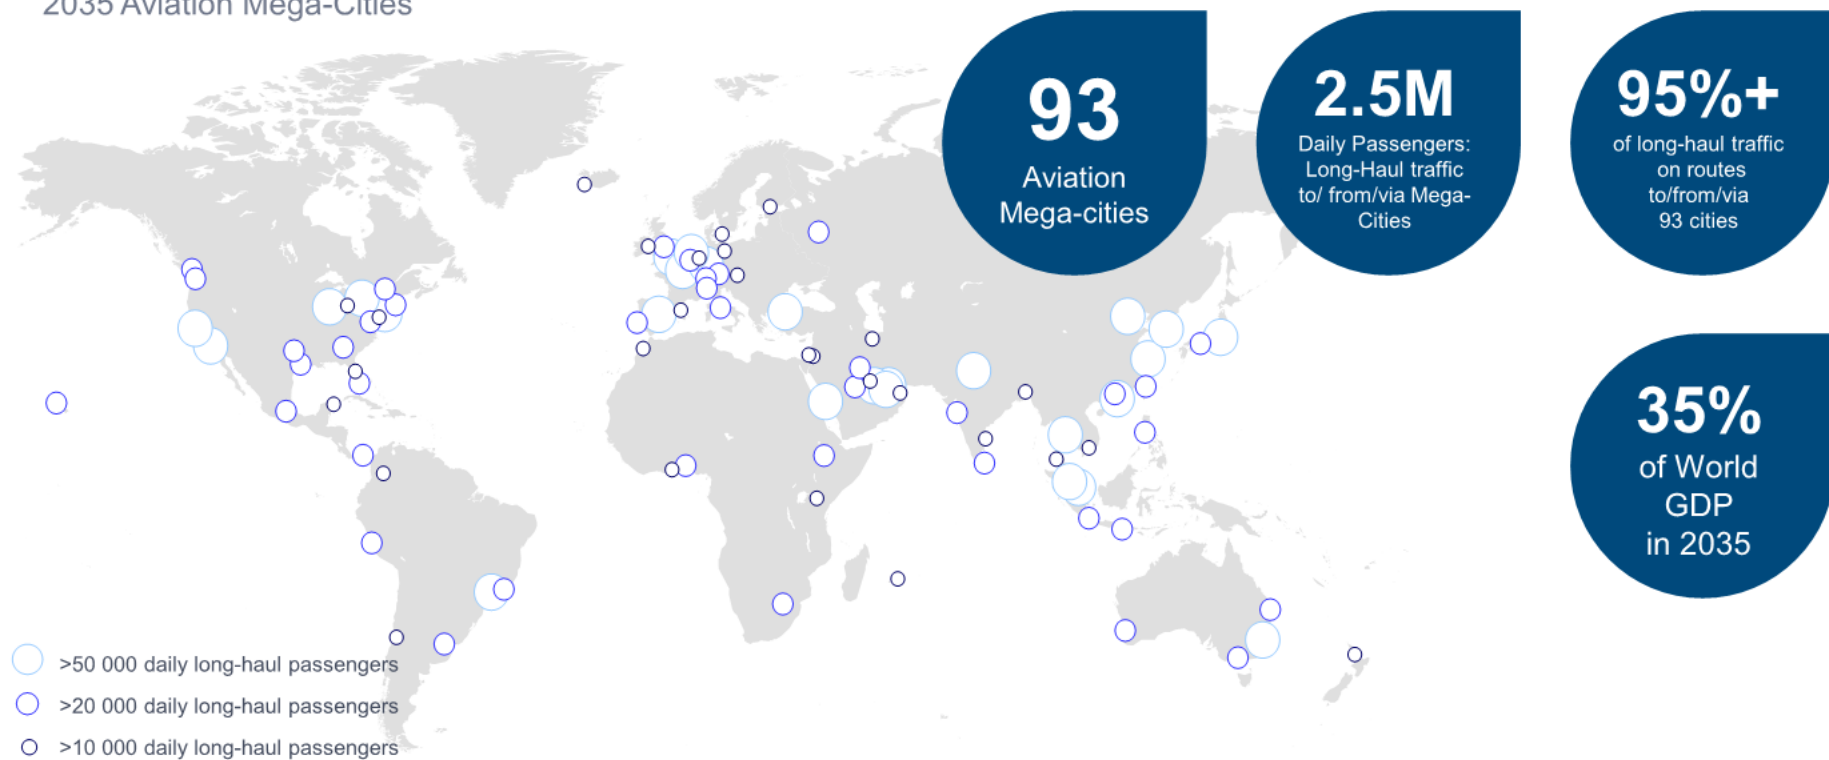 2035 Aviation Mega-Cities
93
Aviation
Mega-cities
2.5M
Daily Passengers:
Long-Haul traffic
to/ from/via Mega-
Cities
95%+
of long-haul traffic
on routes
to/from/via
93 cities
35%
of World
GDP
in 2035
>50 000 daily long-haul passengers
>20 000 daily long-haul passengers
>10 000 daily long-haul passengers